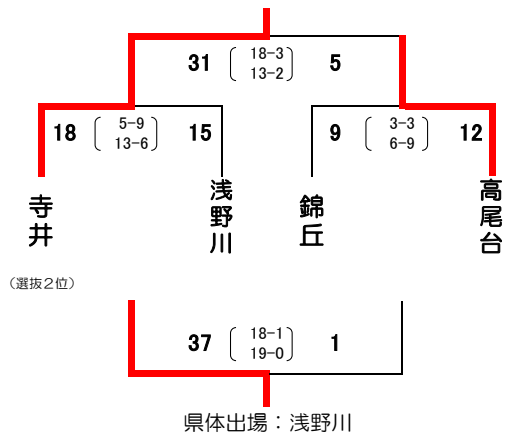 31 18-3 5
13-2
18 5-9 15
13-6
9 3-3 12
6-9
寺井
浅野川
錦丘
高尾台
（選抜２位）
37 18-1 1
19-0
県体出場：浅野川